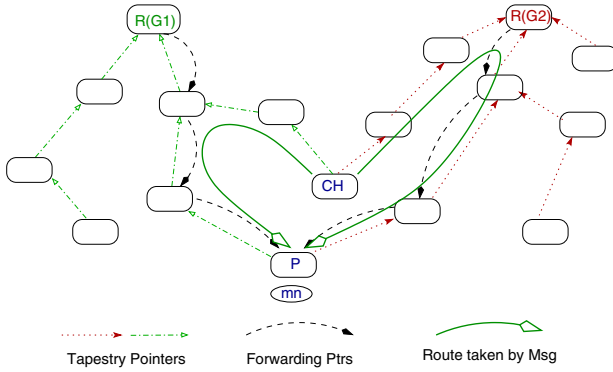 R(G1)
R(G2)
CH
P
mn
Tapestry Pointers
Forwarding Ptrs
Route taken by Msg